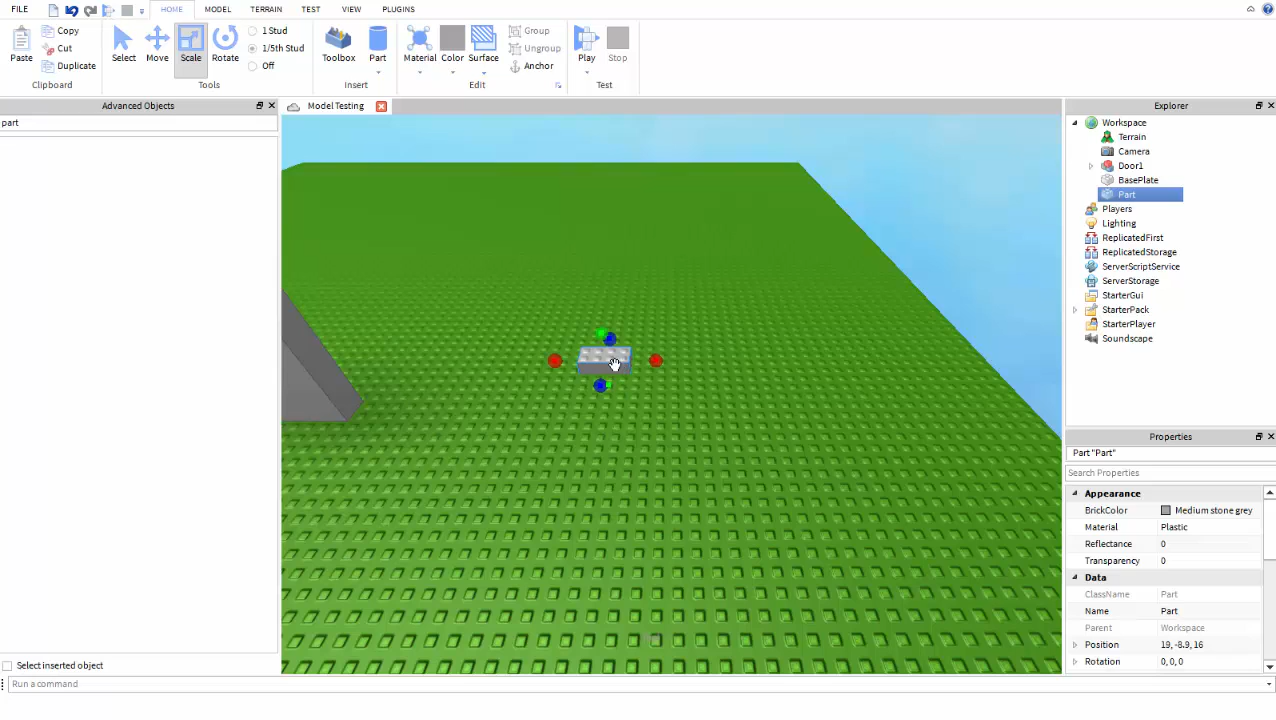 FILE
HOME
MODEL
TERRAIN
TEST
VIEW
PLUGINS
Paste
Copy
Cut
Duplicate
Clipboard
Select
Move
Scale
Rotate
1 Stud
1/5th Stud
Off
Tools
Toolbox
Part
Insert
Material
Color
Surface
Group
Ungroup
Anchor
Edit
Play
Stop
Test
Advanced Objects
part
Select inserted object
Model Testing
Explorer
Workspace
Terrain
Camera
Door1
BasePlate
Part
Players
Lighting
ReplicatedFirst
ReplicatedStorage
ServerScriptService
ServerStorage
StarterGui
StarterPack
StarterPlayer
Soundscape
Properties
Part "Part"
Search Properties
Appearance
BrickColor Medium stone grey
Material Plastic
Reflectance 0
Transparency 0
Data
ClassName Part
Name Part
Parent Workspace
Position 19, -8.9, 16
Rotation 0, 0, 0
Run a command